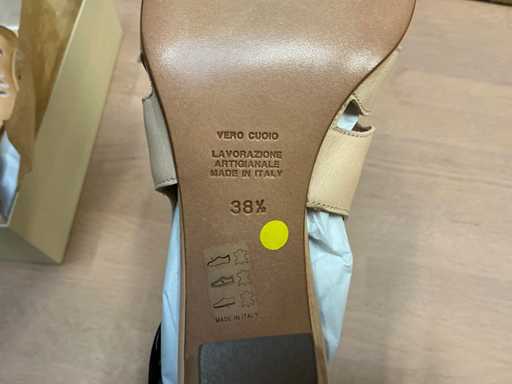 VERO CUOIO
LAVORAZIONE
ARTIGIANALE
MADE IN ITALY
38½
MADE IN ITALY